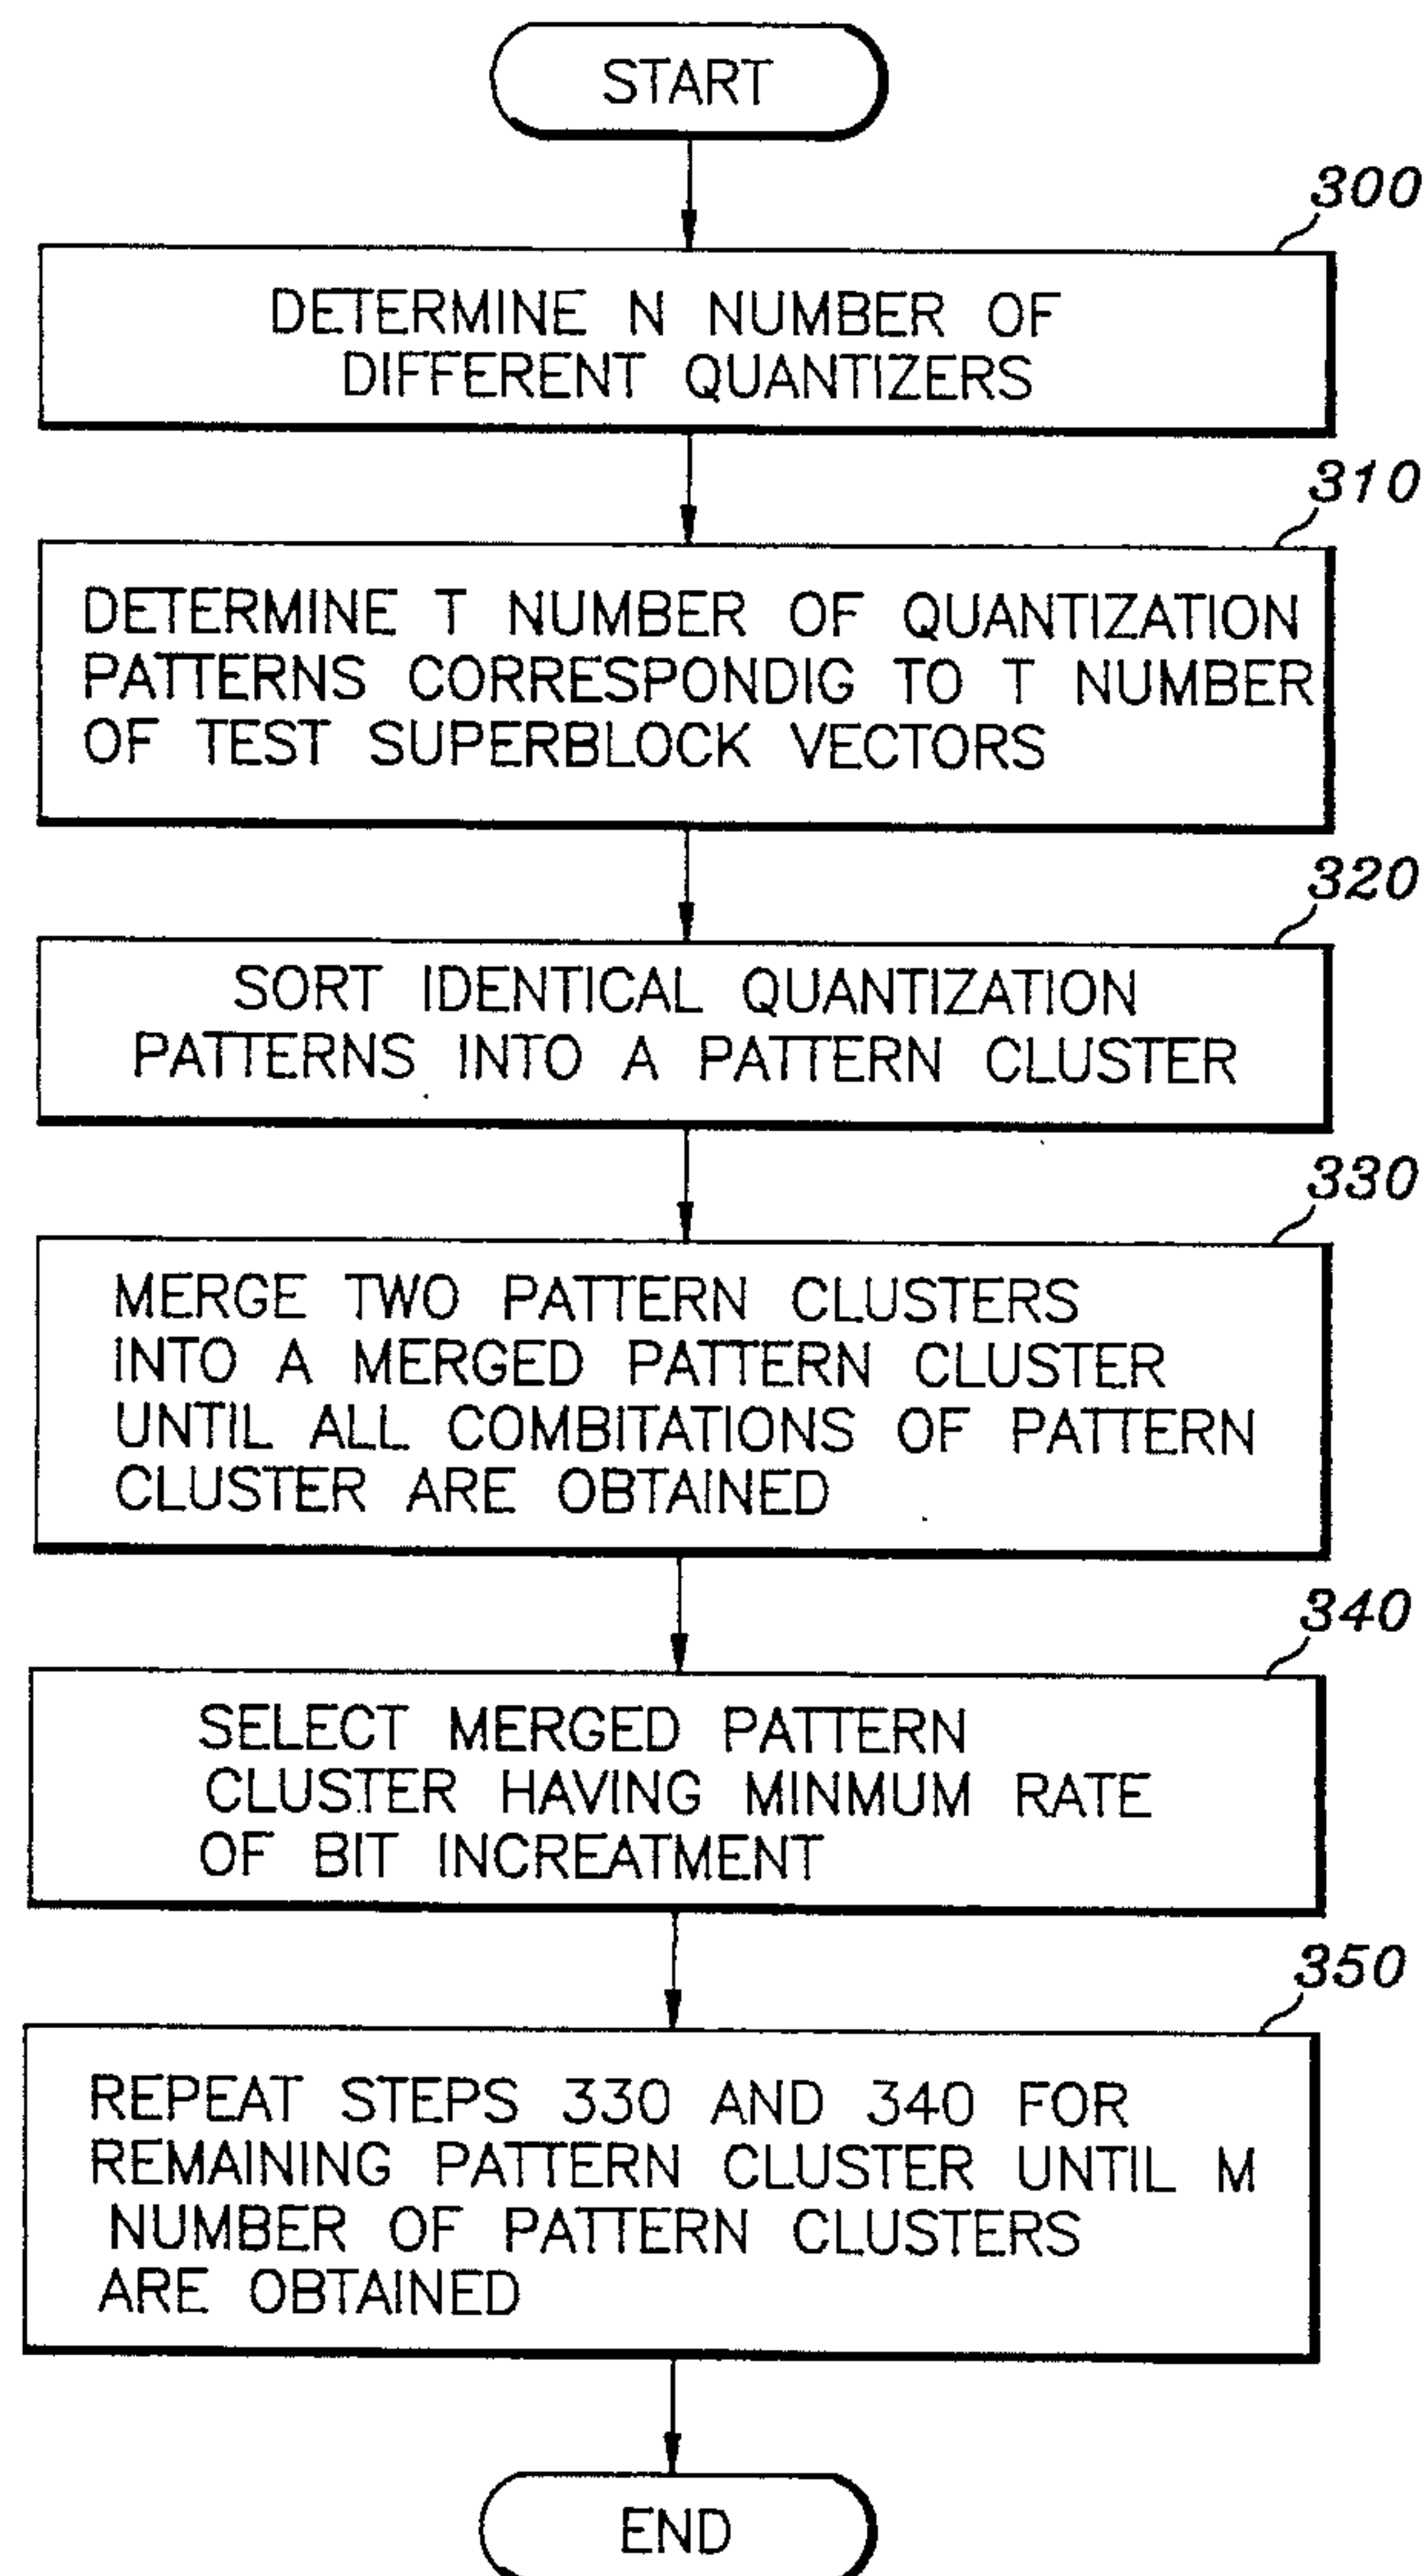 START
300
DETERMINE N NUMBER OF
DIFFERENT QUANTIZERS
310
DETERMINE T NUMBER OF QUANTIZATION
PATTERNS CORRESPONDIG TO T NUMBER
OF TEST SUPERBLOCK VECTORS
320
SORT IDENTICAL QUANTIZATION
PATTERNS INTO A PATTERN CLUSTER
330
MERGE TWO PATTERN CLUSTERS
INTO A MERGED PATTERN CLUSTER
UNTIL ALL COMBITATIONS OF PATTERN
CLUSTER ARE OBTAINED
340
SELECT MERGED PATTERN
CLUSTER HAVING MINMUM RATE
OF BIT INCREATMENT
350
REPEAT STEPS 330 AND 340 FOR
REMAINING PATTERN CLUSTER UNTIL M
NUMBER OF PATTERN CLUSTERS
ARE OBTAINED
END